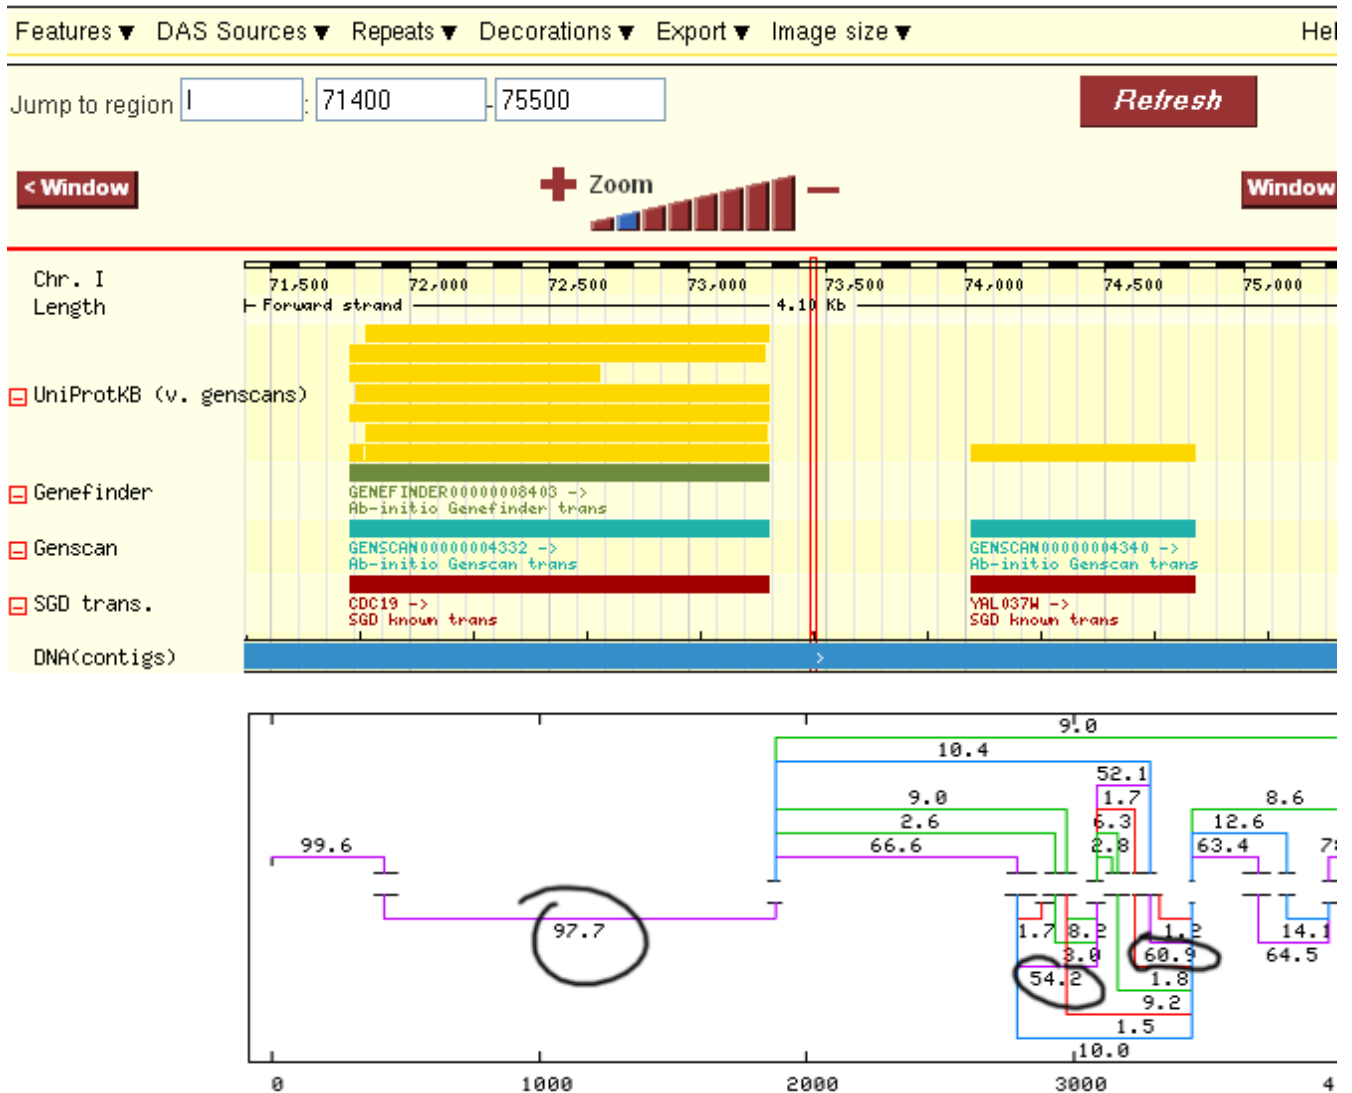 Features ▼ DAS Sources ▼ Repeats ▼ Decorations ▼ Export ▼ Image size ▼ Hel
Jump to region I : 71400 - 75500 Refresh
< Window + Zoom − Window
Chr. I 71,500 72,000 72,500 73,000 73,500 74,000 74,500 75,000
Length Forward strand 4.10 Kb
UniProtKB (v. genscans)
Genefinder GENEFINDER00000008403 ->
Ab-initio Genefinder trans
Genscan GENSCAN00000004332 -> GENSCAN00000004340 ->
Ab-initio Genscan trans Ab-initio Genscan trans
SGD trans. CDC19 -> YAL037W ->
SGD known trans SGD known trans
DNA(contigs) >
9.0
10.4
52.1
9.0 1.7 8.6
2.6 6.3 12.6
99.6 66.6 2.8 63.4
97.7 1.7 8.2 1.2 14.1
3.0 60.9 64.5
54.2 1.8
9.2
1.5
10.0
0 1000 2000 3000 4